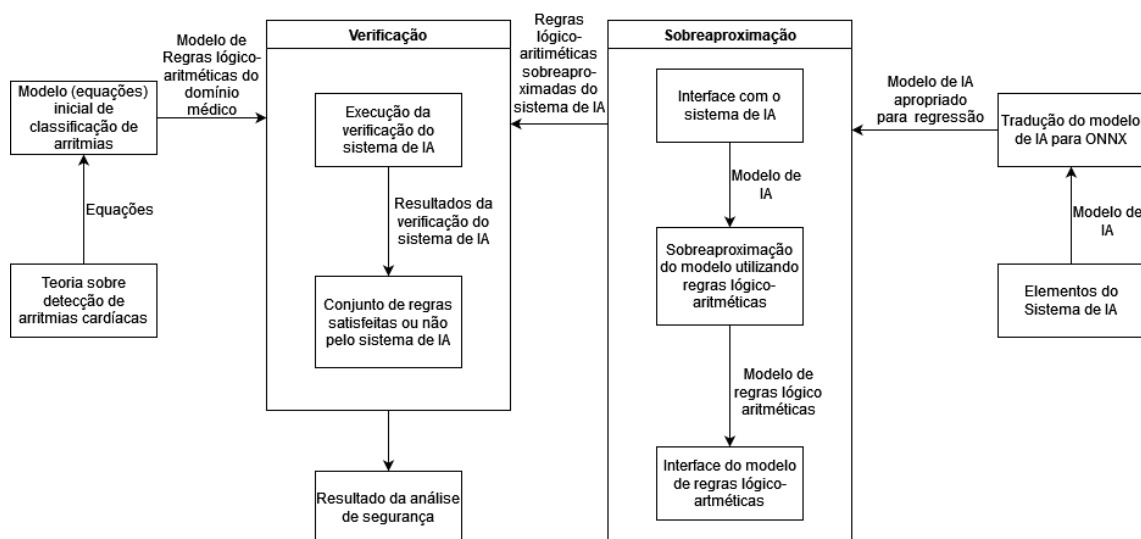 Verificação
Sobreaproximação
Modelo de
Regras lógico-
aritméticas do
domínio
médico
Regras
lógico-
aritiméticas
sobreapro-
ximadas do
sistema de IA
Modelo (equações)
inicial de
classificação de
arritmias
Execução da
verificação do
sistema de IA
Interface com o
sistema de IA
Modelo de IA
apropriado
para regressão
Tradução do modelo
de IA para ONNX
Equações
Resultados da
verificação do
sistema de IA
Modelo de
IA
Modelo de
IA
Teoria sobre
detecção de
arritmias cardíacas
Conjunto de regras
satisfeitas ou não
pelo sistema de IA
Sobreaproximação
do modelo utilizando
regras lógico-
aritméticas
Elementos do
Sistema de IA
Modelo de
regras lógico
aritméticas
Resultado da análise
de segurança
Interface do modelo
de regras lógico-
artméticas